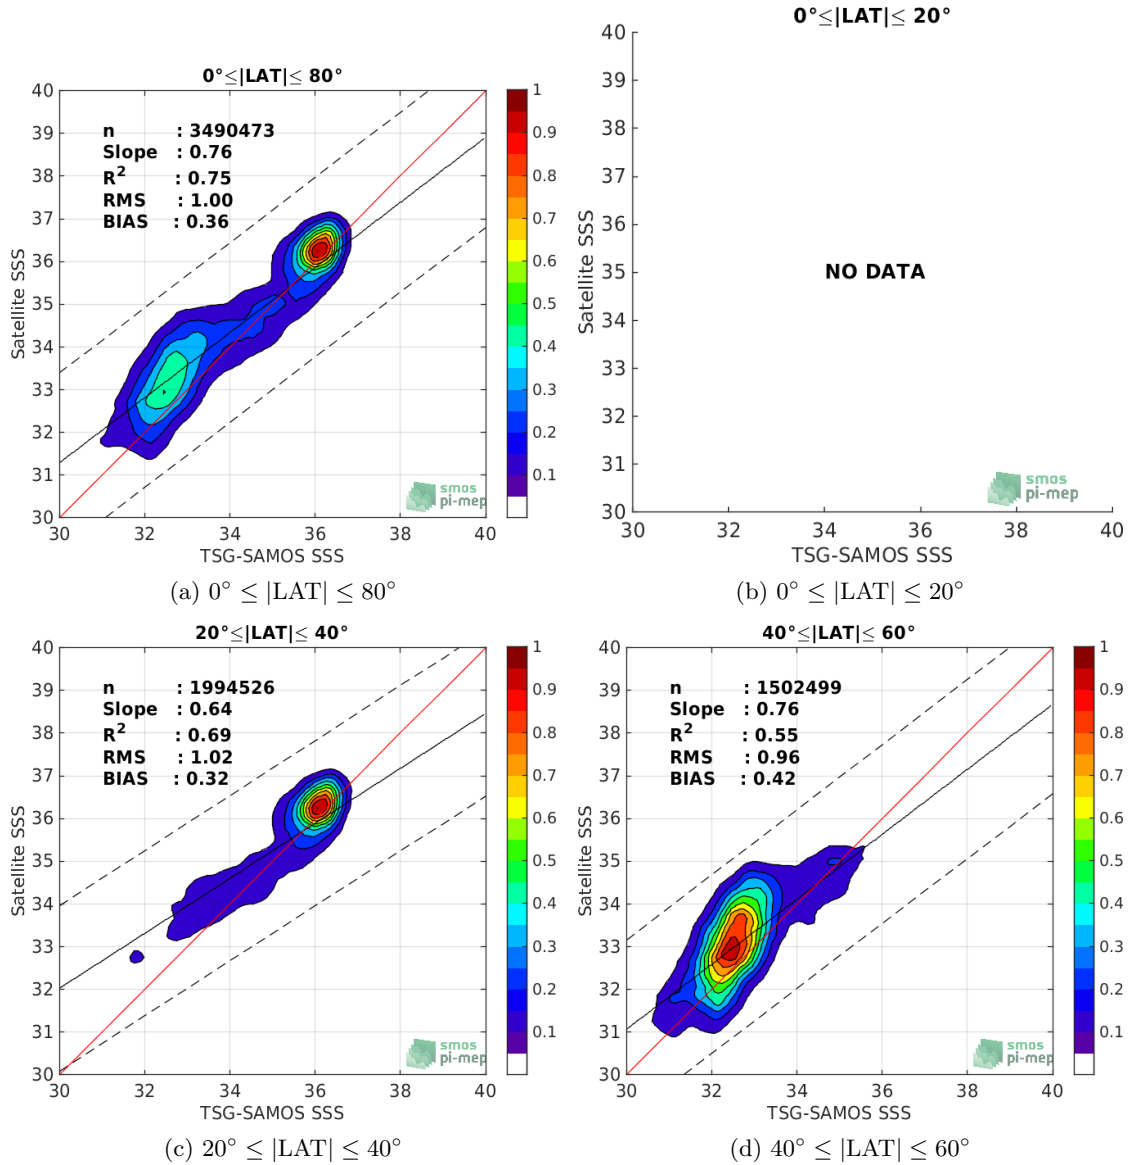 0°≤|LAT|≤ 80°
n : 3490473
Slope : 0.76
R² : 0.75
RMS : 1.00
BIAS : 0.36
40
39
38
37
36
35
34
33
32
31
30
30 32 34 36 38 40
Satellite SSS
TSG-SAMOS SSS
1
0.9
0.8
0.7
0.6
0.5
0.4
0.3
0.2
0.1
smos
pi-mep
(a) 0° ≤ |LAT| ≤ 80°
0°≤|LAT|≤ 20°
40
39
38
37
36
35
34
33
32
31
30
30 32 34 36 38 40
Satellite SSS
TSG-SAMOS SSS
NO DATA
smos
pi-mep
(b) 0° ≤ |LAT| ≤ 20°
20°≤|LAT|≤ 40°
n : 1994526
Slope : 0.64
R² : 0.69
RMS : 1.02
BIAS : 0.32
40
39
38
37
36
35
34
33
32
31
30
30 32 34 36 38 40
Satellite SSS
TSG-SAMOS SSS
1
0.9
0.8
0.7
0.6
0.5
0.4
0.3
0.2
0.1
smos
pi-mep
(c) 20° ≤ |LAT| ≤ 40°
40°≤|LAT|≤ 60°
n : 1502499
Slope : 0.76
R² : 0.55
RMS : 0.96
BIAS : 0.42
40
39
38
37
36
35
34
33
32
31
30
30 32 34 36 38 40
Satellite SSS
TSG-SAMOS SSS
1
0.9
0.8
0.7
0.6
0.5
0.4
0.3
0.2
0.1
smos
pi-mep
(d) 40° ≤ |LAT| ≤ 60°